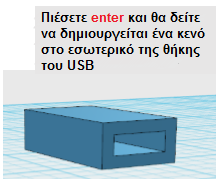 Πιέσετε enter και θα δείτε
να δημιουργείται ένα κενό
στο εσωτερικό της θήκης
του USB